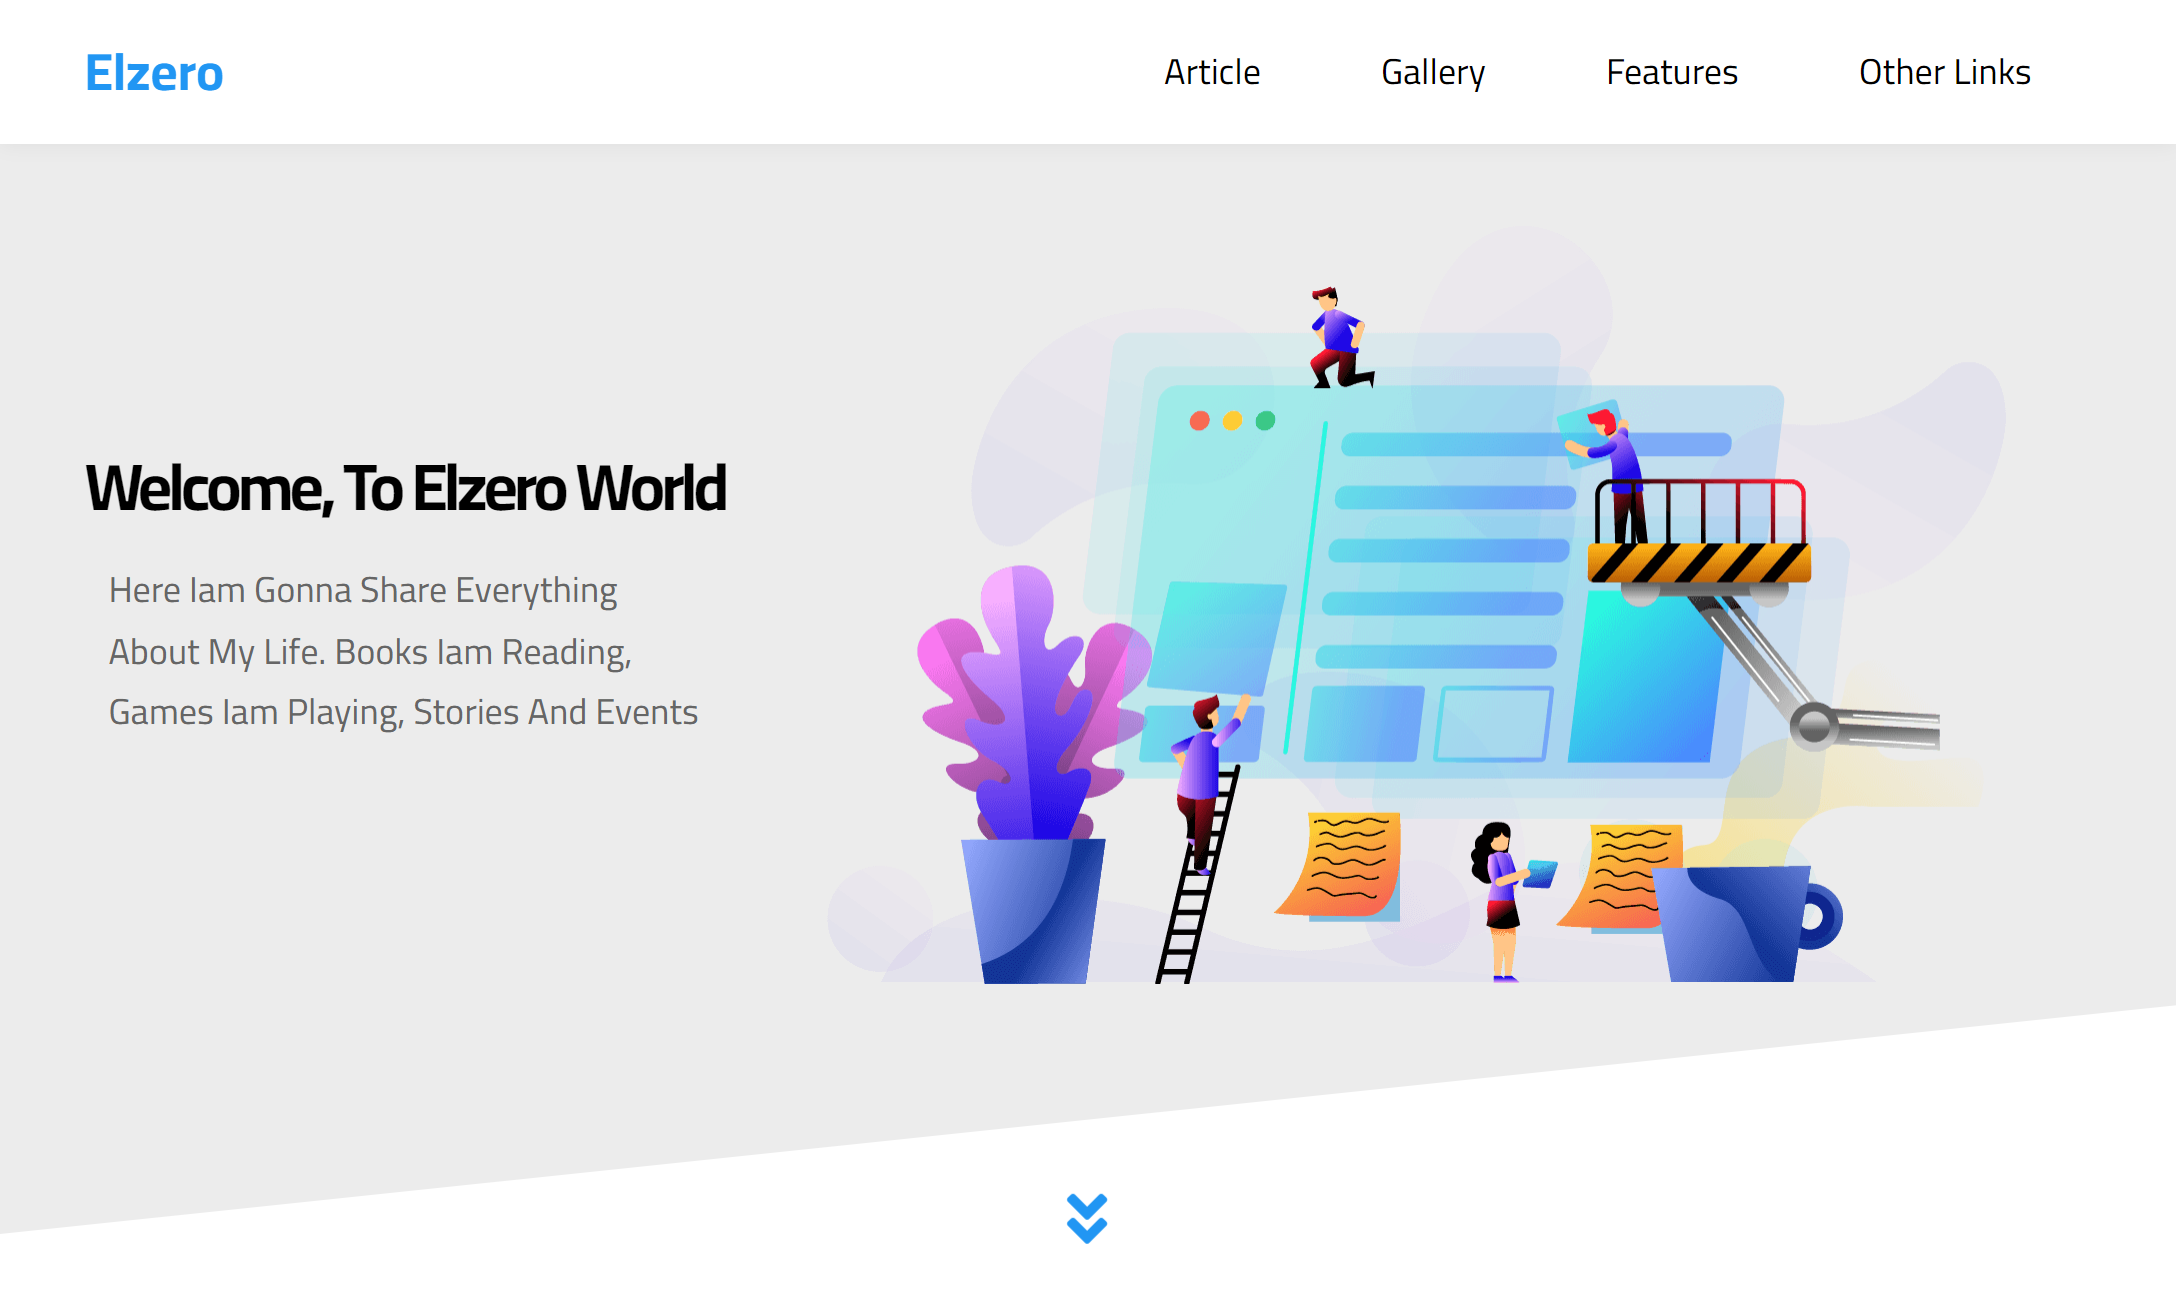 Elzero
Article
Gallery
Features
Other Links
Welcome, To Elzero World
Here Iam Gonna Share Everything
About My Life. Books Iam Reading,
Games Iam Playing, Stories And Events